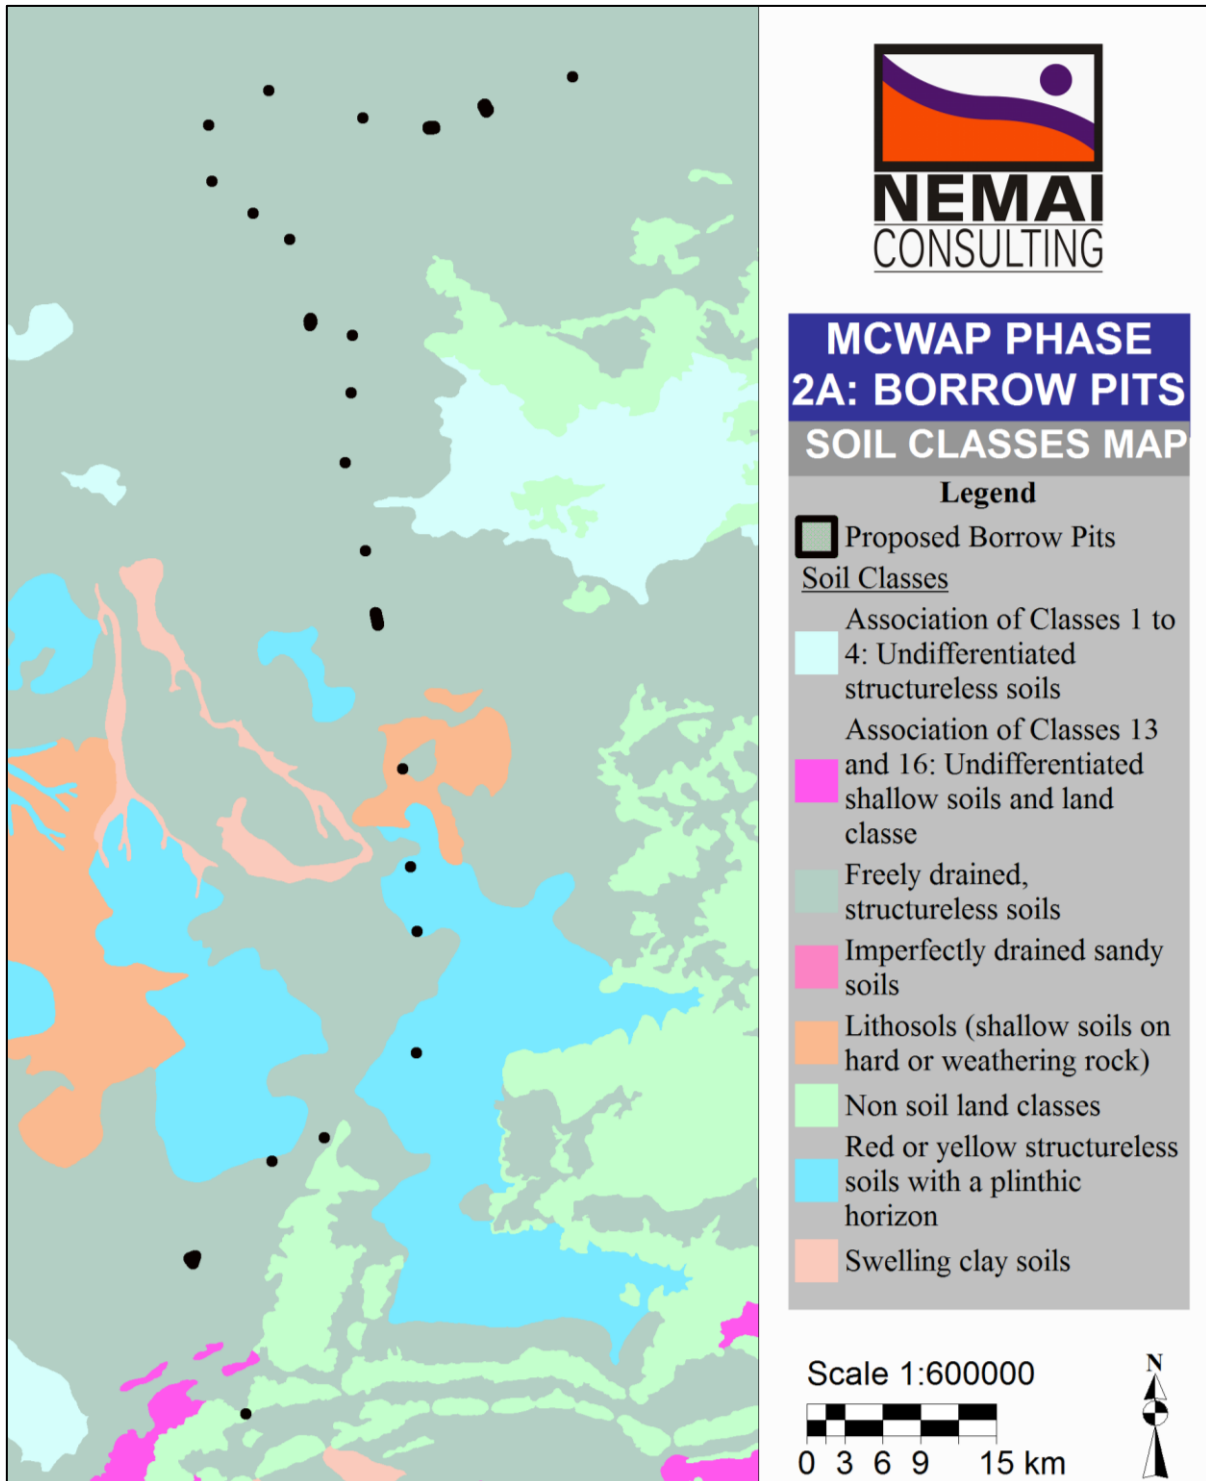 NEMAI
CONSULTING
MCWAP PHASE
2A: BORROW PITS
SOIL CLASSES MAP
Legend
Proposed Borrow Pits
Soil Classes
Association of Classes 1 to
4: Undifferentiated
structureless soils
Association of Classes 13
and 16: Undifferentiated
shallow soils and land
classe
Freely drained,
structureless soils
Imperfectly drained sandy
soils
Lithosols (shallow soils on
hard or weathering rock)
Non soil land classes
Red or yellow structureless
soils with a plinthic
horizon
Swelling clay soils
Scale 1:600000
N
0 3 6 9 15 km